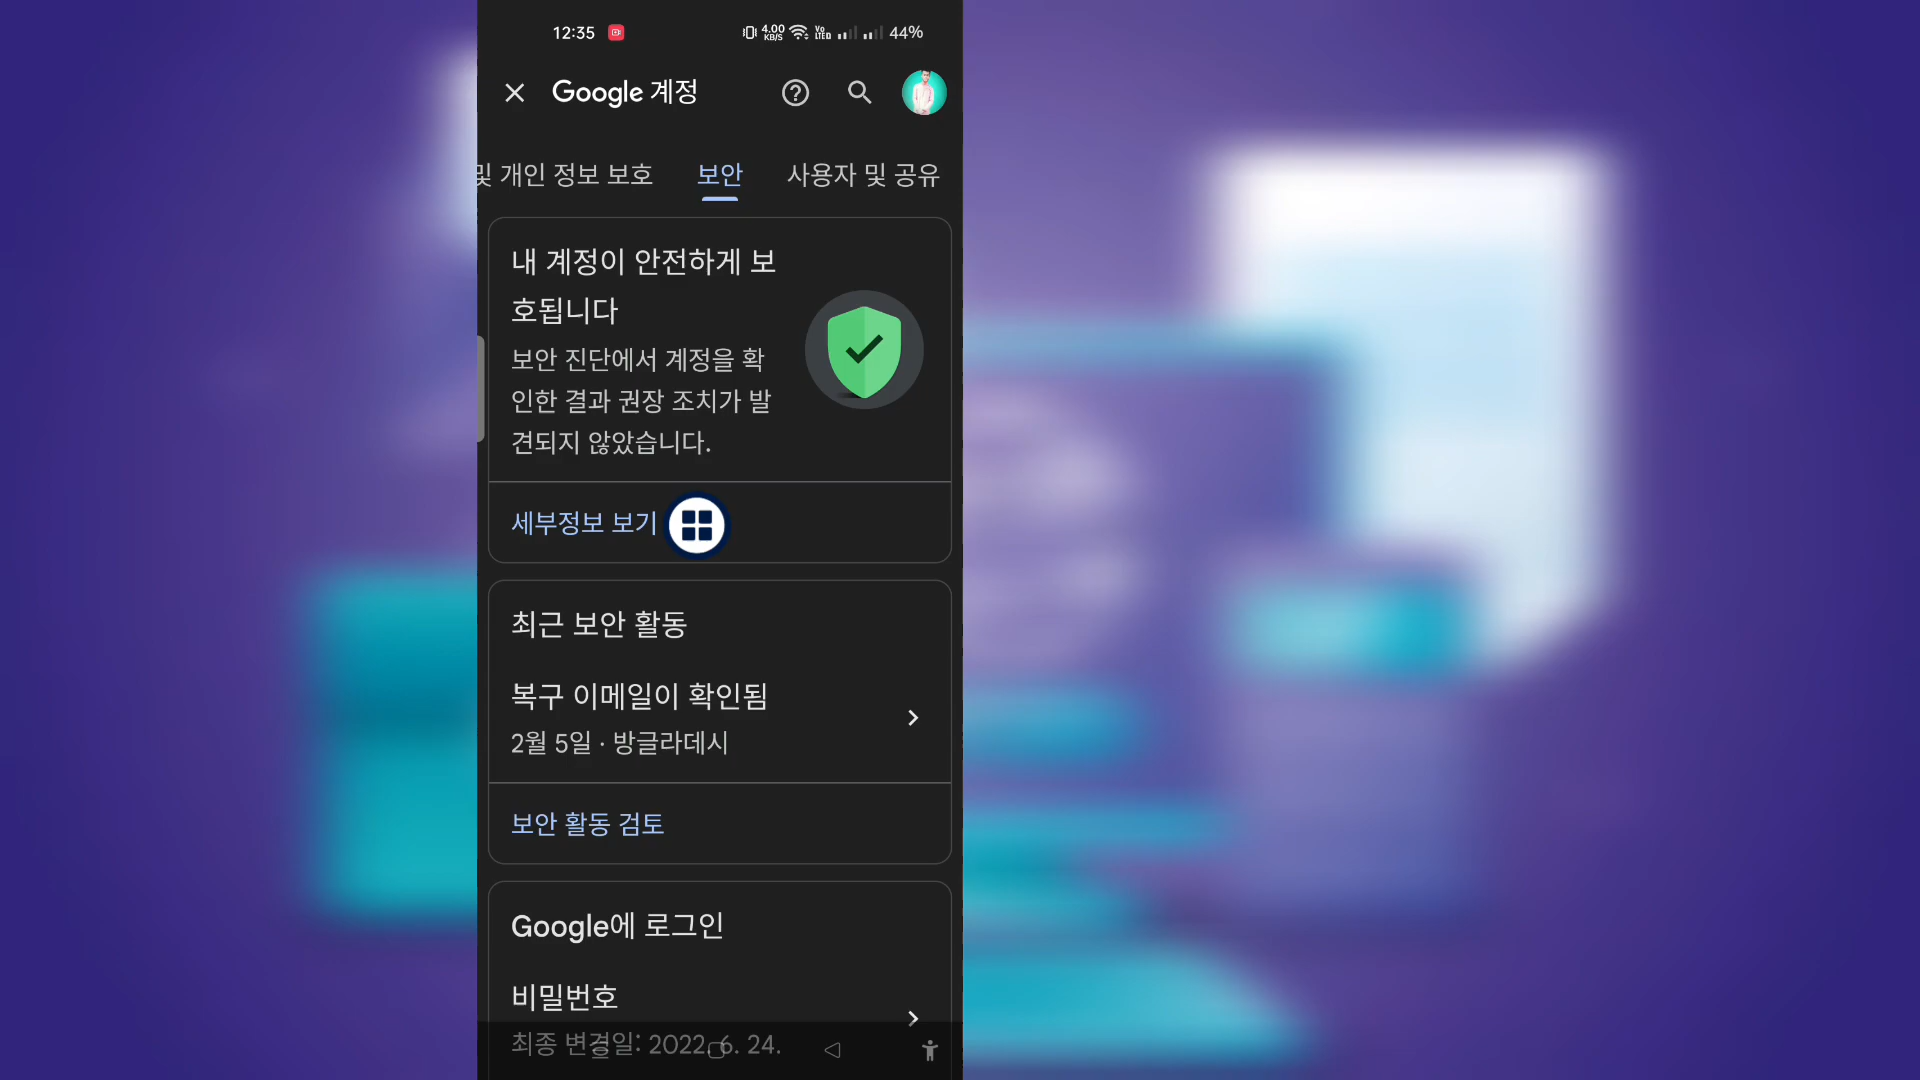 12:35 4.00 KB/S Vo LTE 44%
Google 계정
및 개인 정보 보호 보안 사용자 및 공유
내 계정이 안전하게 보
호됩니다
보안 진단에서 계정을 확
인한 결과 권장 조치가 발
견되지 않았습니다.
세부정보 보기
최근 보안 활동
복구 이메일이 확인됨
2월 5일 · 방글라데시
보안 활동 검토
Google에 로그인
비밀번호
최종 변경일: 2022. 6. 24.